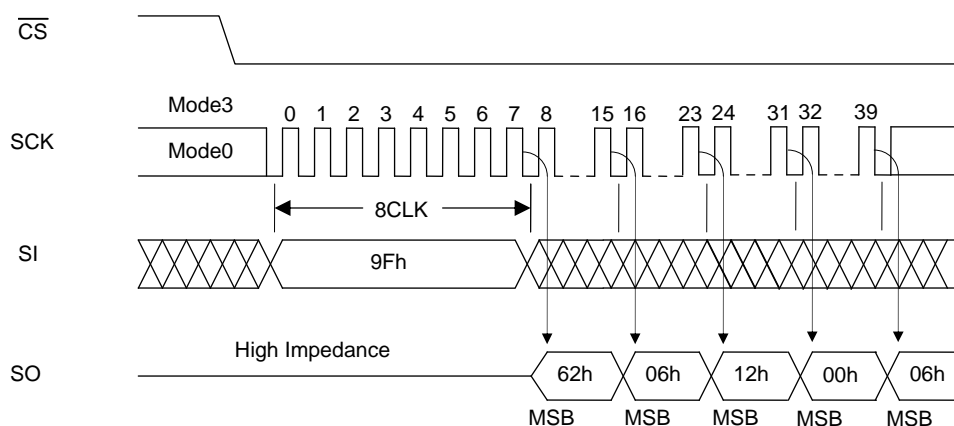 CS
Mode3
0 1 2 3 4 5 6 7 8 15 16 23 24 31 32 39
SCK
Mode0
8CLK
SI
9Fh
High Impedance
SO
62h 06h 12h 00h 06h
MSB MSB MSB MSB MSB